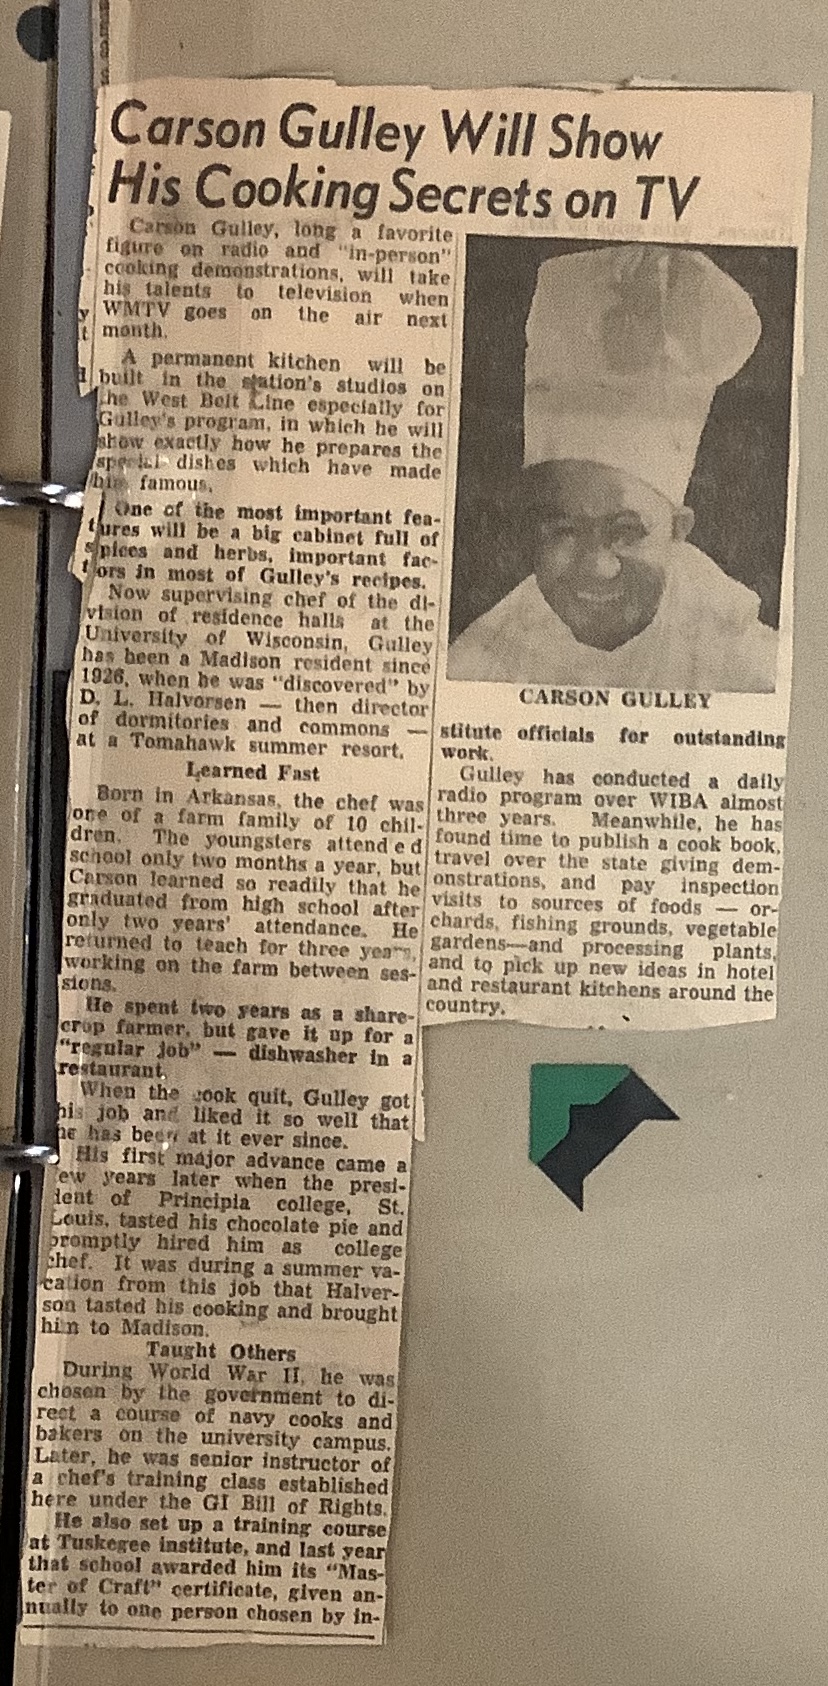 Carson Gulley Will Show
His Cooking Secrets on TV
Carson Gulley, long a favorite
figure on radio and "in-person"
cooking demonstrations, will take
his talents to television when
WMTV goes on the air next
month.
A permanent kitchen will be
built in the station's studios on
the West Belt Line especially for
Gulley's program, in which he will
show exactly how he prepares the
special dishes which have made
him famous.
One of the most important fea-
tures will be a big cabinet full of
spices and herbs, important fac-
tors in most of Gulley's recipes.
Now supervising chef of the di-
vision of residence halls at the
University of Wisconsin, Gulley
has been a Madison resident since
1926, when he was "discovered" by
D. L. Halvorsen — then director
of dormitories and commons —
at a Tomahawk summer resort.
Learned Fast
Born in Arkansas, the chef was
one of a farm family of 10 chil-
dren. The youngsters attended
school only two months a year, but
Carson learned so readily that he
graduated from high school after
only two years' attendance. He
returned to teach for three years,
working on the farm between ses-
sions.
He spent two years as a share-
crop farmer, but gave it up for a
"regular job" — dishwasher in a
restaurant.
When the cook quit, Gulley got
his job and liked it so well that
he has been at it ever since.
His first major advance came a
few years later when the presi-
dent of Principia college, St.
Louis, tasted his chocolate pie and
promptly hired him as college
chef. It was during a summer va-
cation from this job that Halver-
son tasted his cooking and brought
him to Madison.
Taught Others
During World War II, he was
chosen by the government to di-
rect a course of navy cooks and
bakers on the university campus.
Later, he was senior instructor of
a chef's training class established
here under the GI Bill of Rights.
He also set up a training course
at Tuskegee institute, and last year
that school awarded him its "Mas-
ter of Craft" certificate, given an-
nually to one person chosen by in-
CARSON GULLEY
stitute officials for outstanding
work.
Gulley has conducted a daily
radio program over WIBA almost
three years. Meanwhile, he has
found time to publish a cook book,
travel over the state giving dem-
onstrations, and pay inspection
visits to sources of foods — or-
chards, fishing grounds, vegetable
gardens—and processing plants,
and to pick up new ideas in hotel
and restaurant kitchens around the
country.